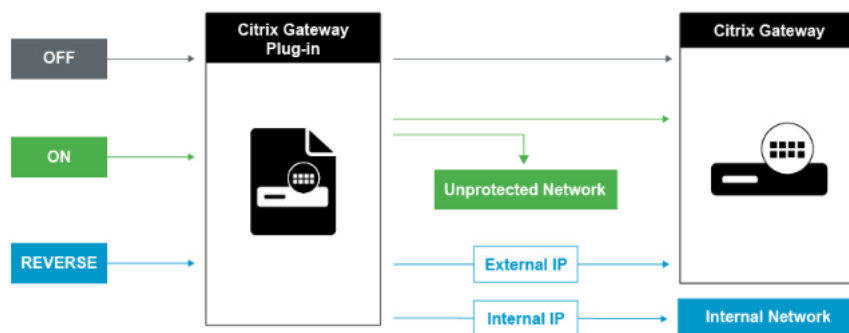 Citrix Gateway
Plug-in
Citrix Gateway
OFF
ON
Unprotected Network
REVERSE
External IP
Internal IP
Internal Network